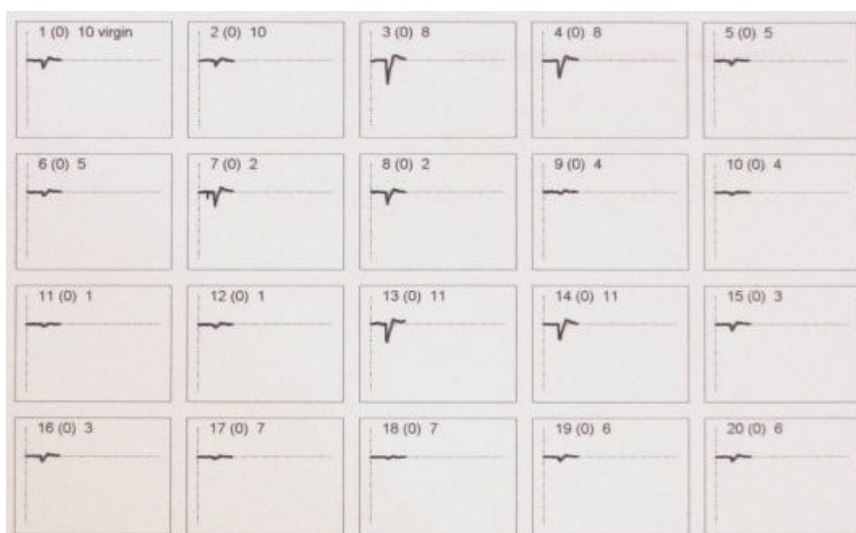 1 (0) 10 virgin
2 (0) 10
3 (0) 8
4 (0) 8
5 (0) 5
6 (0) 5
7 (0) 2
8 (0) 2
9 (0) 4
10 (0) 4
11 (0) 1
12 (0) 1
13 (0) 11
14 (0) 11
15 (0) 3
16 (0) 3
17 (0) 7
18 (0) 7
19 (0) 6
20 (0) 6